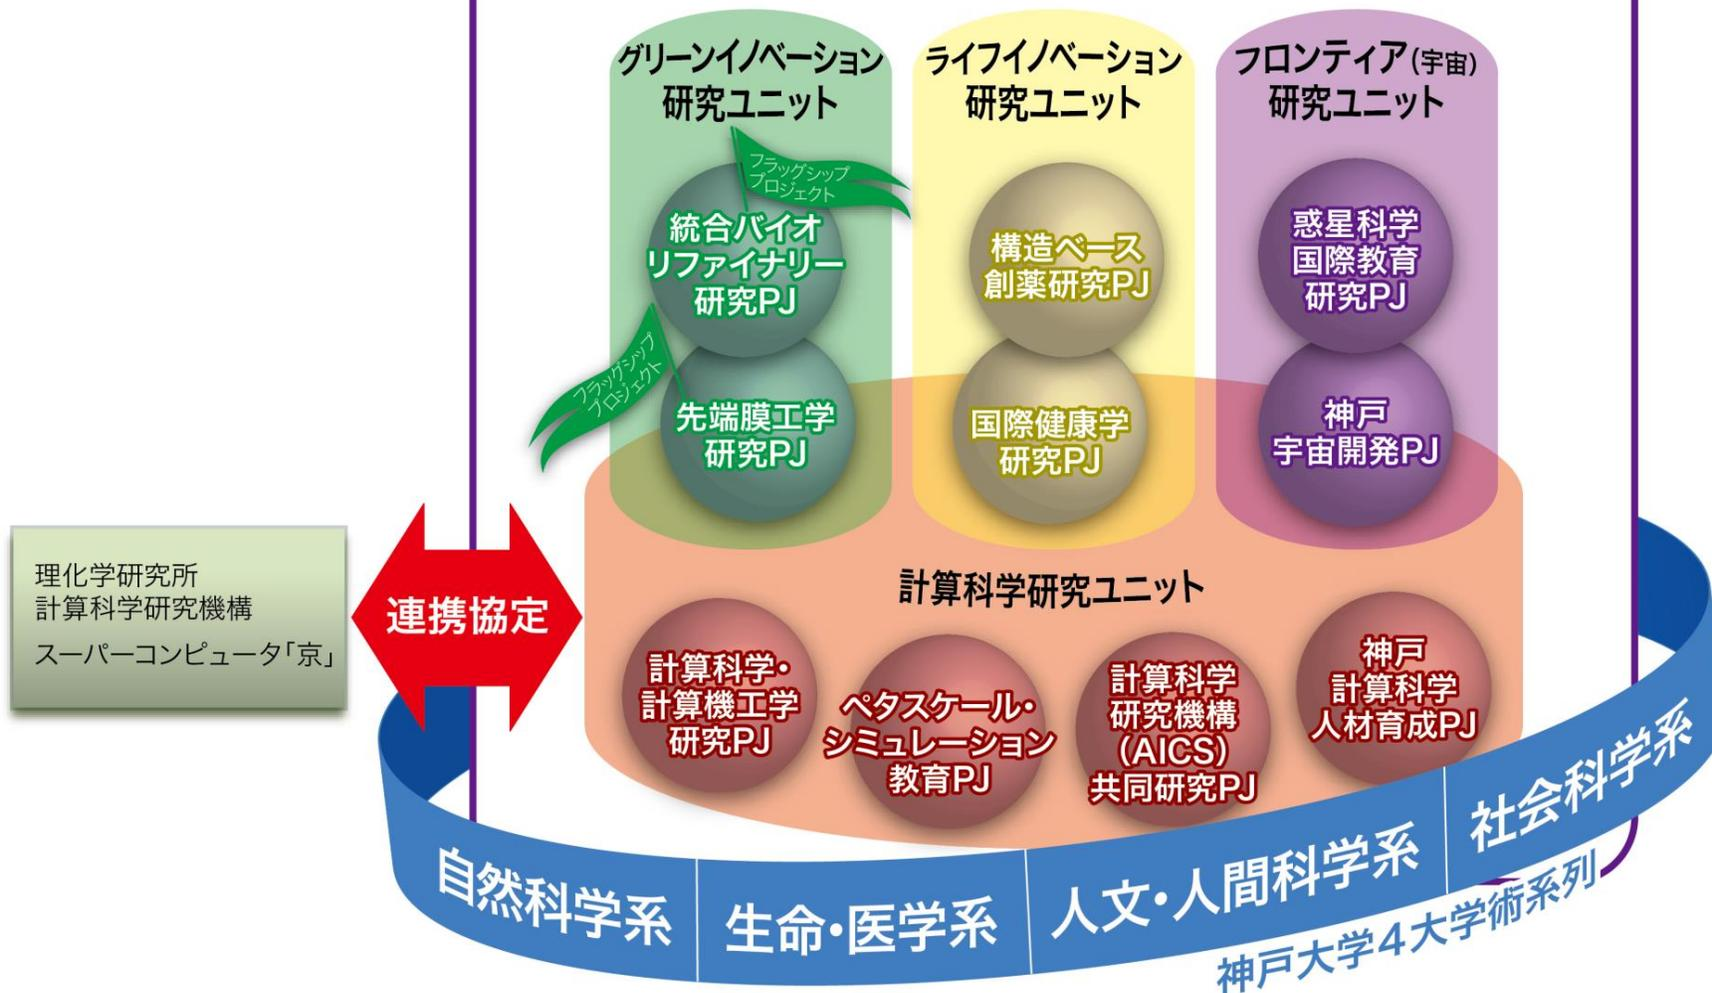 グリーンイノベーション
研究ユニット
ライフイノベーション
研究ユニット
フロンティア(宇宙)
研究ユニット
フラッグシップ
プロジェクト
統合バイオ
リファイナリー
研究PJ
構造ベース
創薬研究PJ
惑星科学
国際教育
研究PJ
フラッグシップ
プロジェクト
先端膜工学
研究PJ
国際健康学
研究PJ
神戸
宇宙開発PJ
理化学研究所
計算科学研究機構
スーパーコンピュータ「京」
連携協定
計算科学研究ユニット
計算科学・
計算機工学
研究PJ
ペタスケール・
シミュレーション
教育PJ
計算科学
研究機構
(AICS)
共同研究PJ
神戸
計算科学
人材育成PJ
自然科学系
生命・医学系
人文・人間科学系
社会科学系
神戸大学4大学術系列